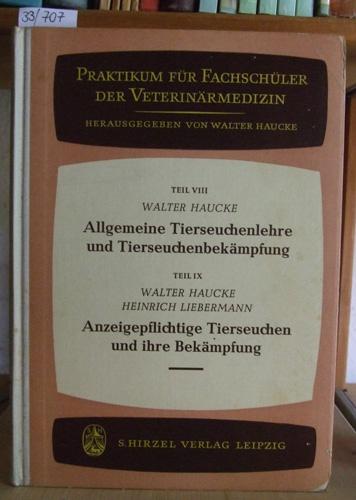 33/707
PRAKTIKUM FÜR FACHSCHÜLER
DER VETERINÄRMEDIZIN
HERAUSGEGEBEN VON WALTER HAUCKE
TEIL VIII
WALTER HAUCKE
Allgemeine Tierseuchenlehre
und Tierseuchenbekämpfung
TEIL IX
WALTER HAUCKE
HEINRICH LIEBERMANN
Anzeigepflichtige Tierseuchen
und ihre Bekämpfung
S H
S. HIRZEL VERLAG LEIPZIG